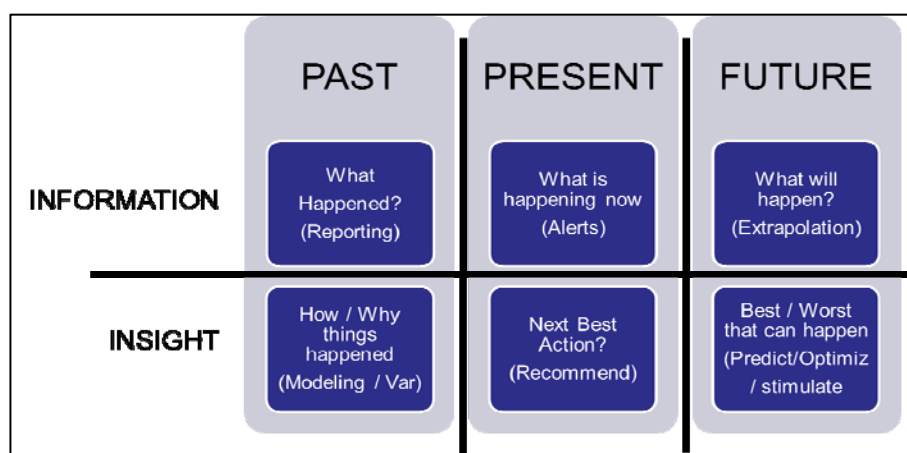 PAST
PRESENT
FUTURE
INFORMATION
What
Happened?
(Reporting)
What is
happening now
(Alerts)
What will
happen?
(Extrapolation)
INSIGHT
How / Why
things
happened
(Modeling / Var)
Next Best
Action?
(Recommend)
Best / Worst
that can happen
(Predict/Optimiz
/ stimulate